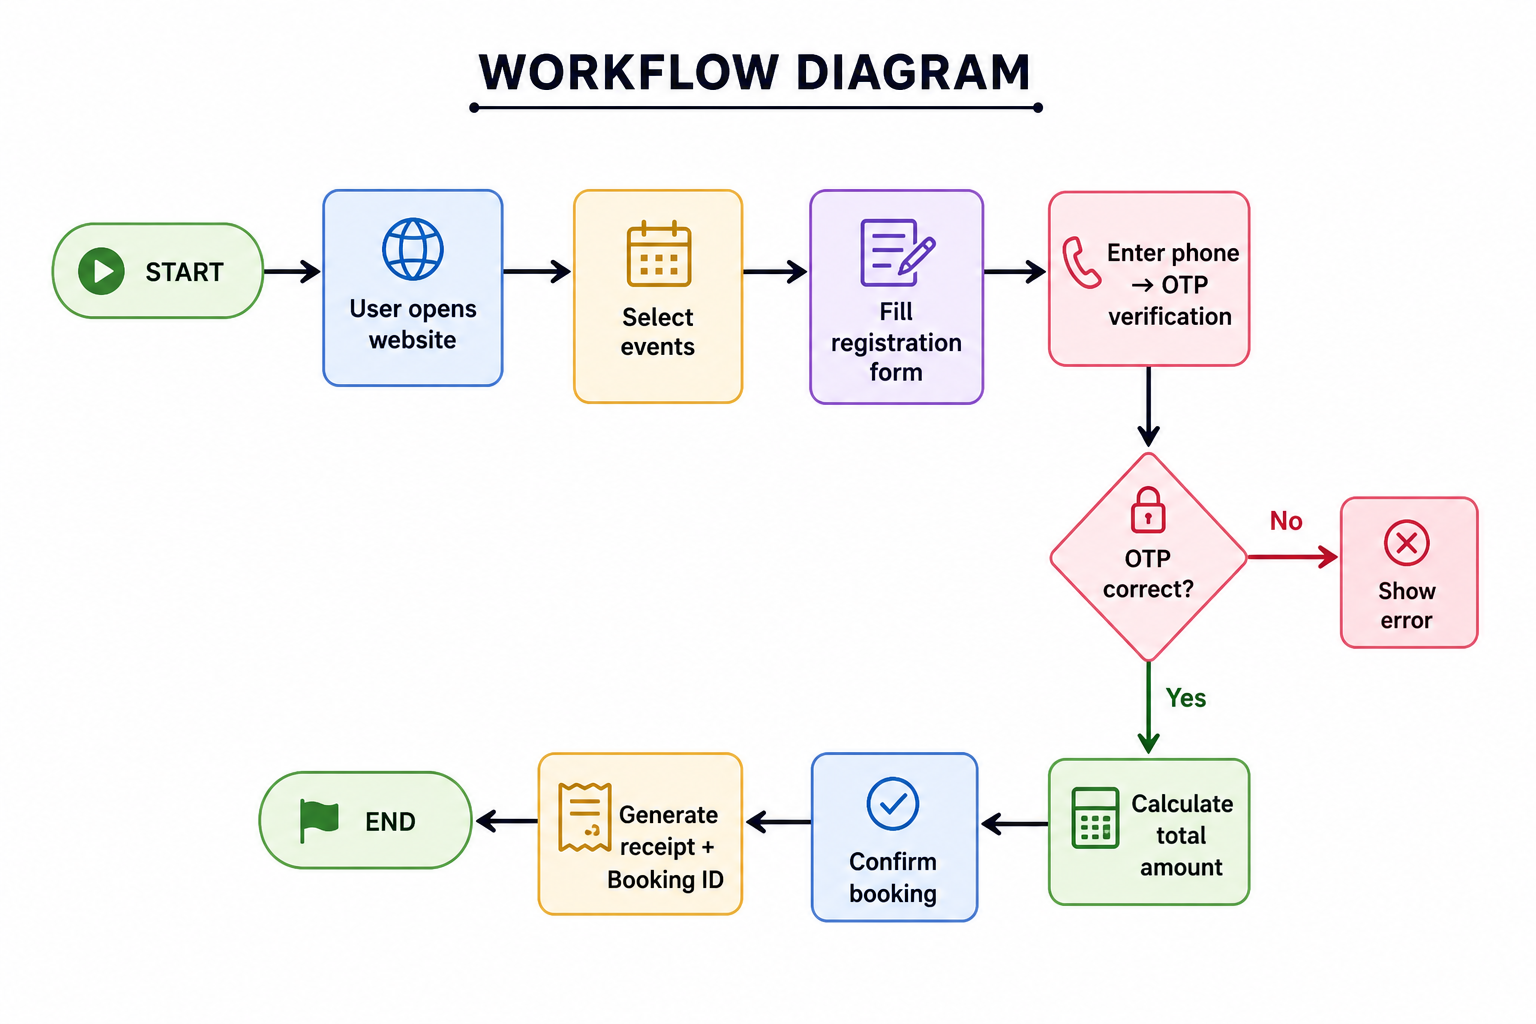 WORKFLOW DIAGRAM
START
User opens
website
Select
events
Fill
registration
form
Enter phone
→ OTP
verification
OTP
correct?
No
Show
error
Yes
Calculate
total
amount
Confirm
booking
Generate
receipt +
Booking ID
END